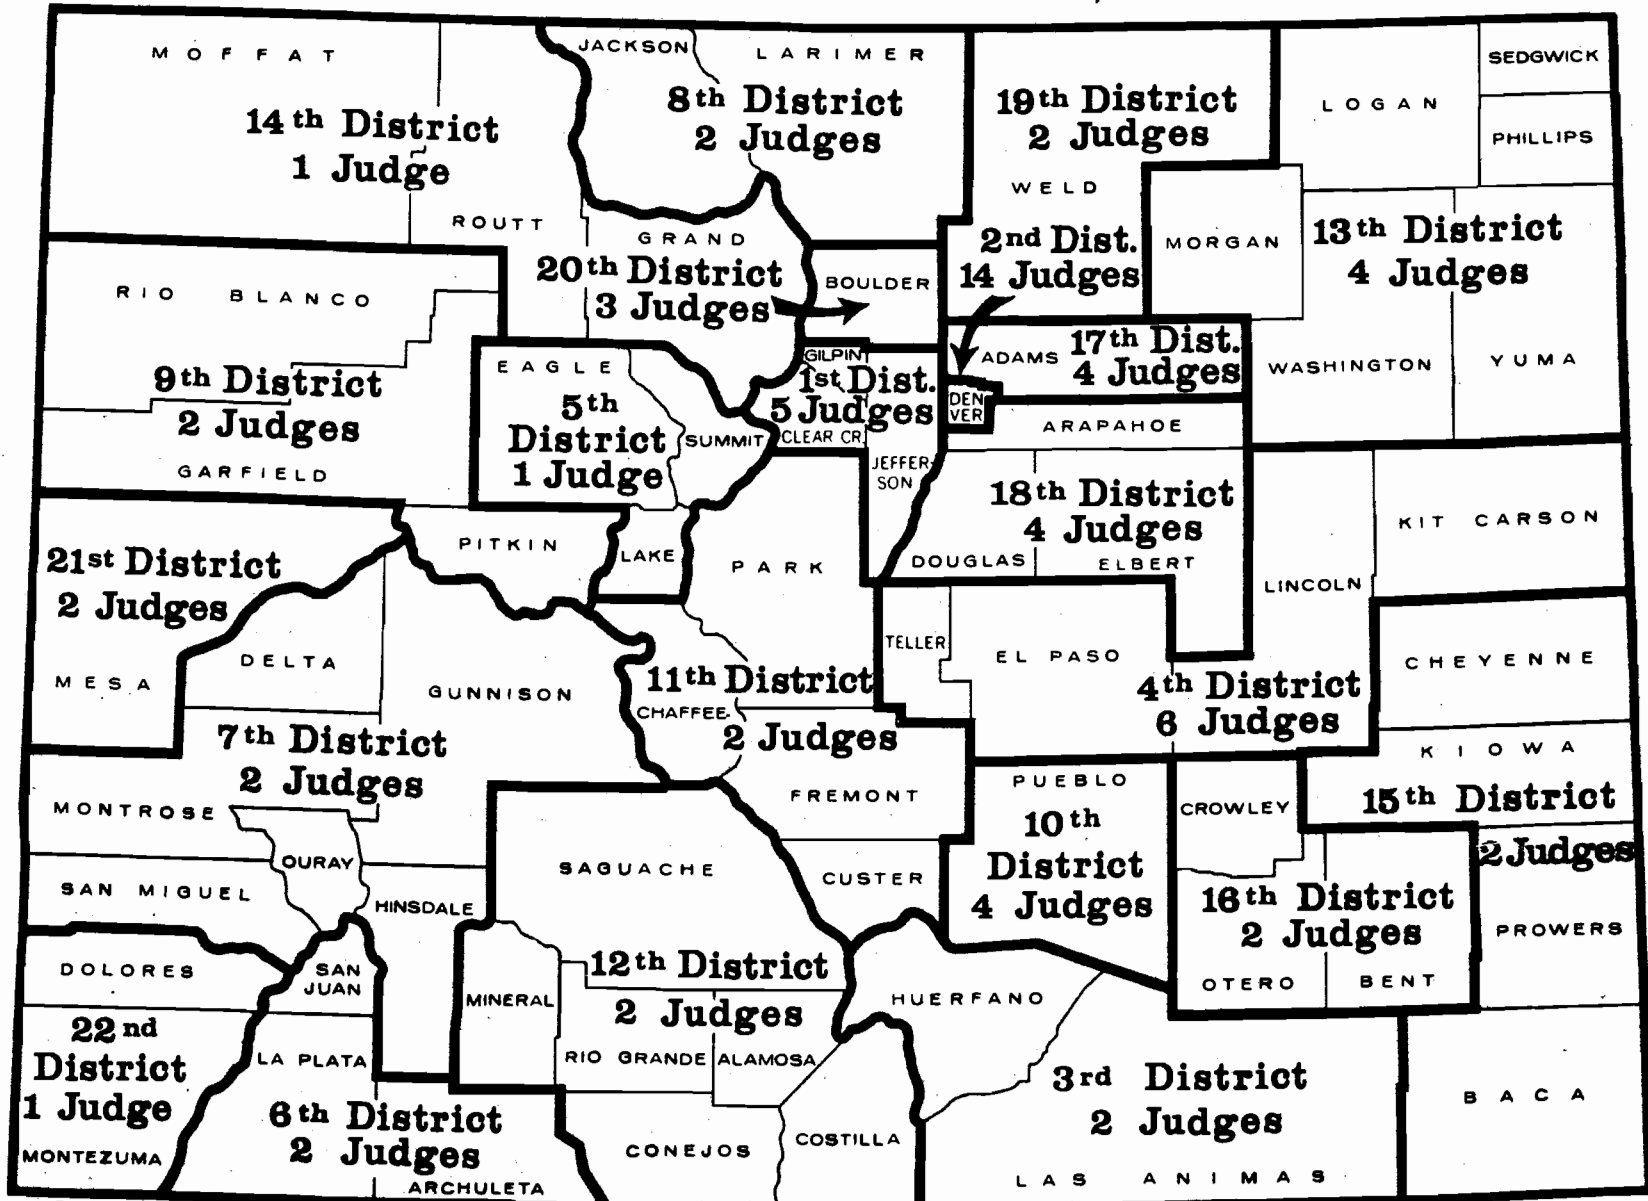 MOFFAT
JACKSON
LARIMER
SEDGWICK
LOGAN
PHILLIPS
14th District
1 Judge
8th District
2 Judges
19th District
2 Judges
WELD
ROUTT
GRAND
20th District
3 Judges
BOULDER
2nd Dist.
14 Judges
MORGAN
13th District
4 Judges
RIO BLANCO
9th District
2 Judges
GARFIELD
EAGLE
5th
District
1 Judge
SUMMIT
GILPIN
1st Dist.
5 Judges
CLEAR CR.
JEFFER-
SON
ADAMS
17th Dist.
4 Judges
DEN
VER
ARAPAHOE
WASHINGTON
YUMA
18th District
4 Judges
DOUGLAS
ELBERT
LINCOLN
KIT CARSON
21st District
2 Judges
MESA
PITKIN
LAKE
PARK
DELTA
GUNNISON
TELLER
EL PASO
CHEYENNE
11th District
CHAFFEE
2 Judges
4th District
6 Judges
7th District
2 Judges
MONTROSE
FREMONT
PUEBLO
10th
District
4 Judges
CROWLEY
KIOWA
15th District
2 Judges
OURAY
SAGUACHE
CUSTER
SAN MIGUEL
HINSDALE
16th District
2 Judges
OTERO
BENT
PROWERS
DOLORES
SAN
JUAN
MINERAL
12th District
2 Judges
HUERFANO
22nd
District
1 Judge
MONTEZUMA
LA PLATA
RIO GRANDE
ALAMOSA
3rd District
2 Judges
BACA
6th District
2 Judges
ARCHULETA
CONEJOS
COSTILLA
LAS ANIMAS